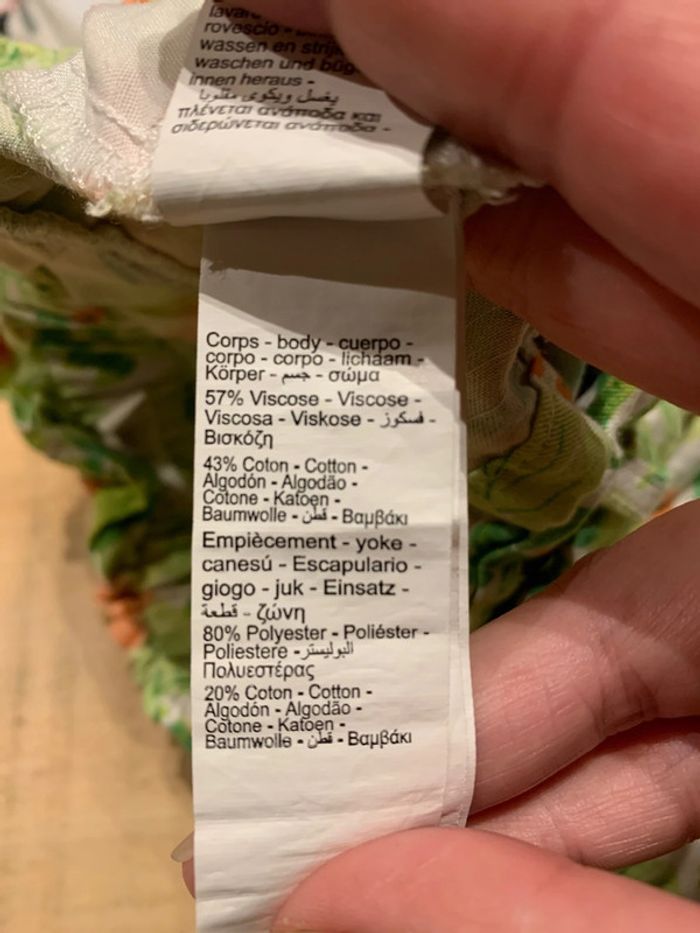 lavare
rovescio -
wassen en strij
waschen und büg
innen heraus -
يغسل ويكوى مقلوبا
πλένεται ανάποδα και
σιδερώνεται ανάποδα -
Corps - body - cuerpo -
corpo - corpo - lichaam -
Körper - جسم - σώμα
57% Viscose - Viscose -
Viscosa - Viskose - فسكوز -
Βισκόζη
43% Coton - Cotton -
Algodón - Algodão -
Cotone - Katoen -
Baumwolle - قطن - Βαμβάκι
Empiècement - yoke -
canesú - Escapulario -
giogo - juk - Einsatz -
قطعة - ζώνη
80% Polyester - Poliéster -
Poliestere - البوليستر
Πολυεστέρας
20% Coton - Cotton -
Algodón - Algodão -
Cotone - Katoen -
Baumwolle - قطن - Βαμβάκι